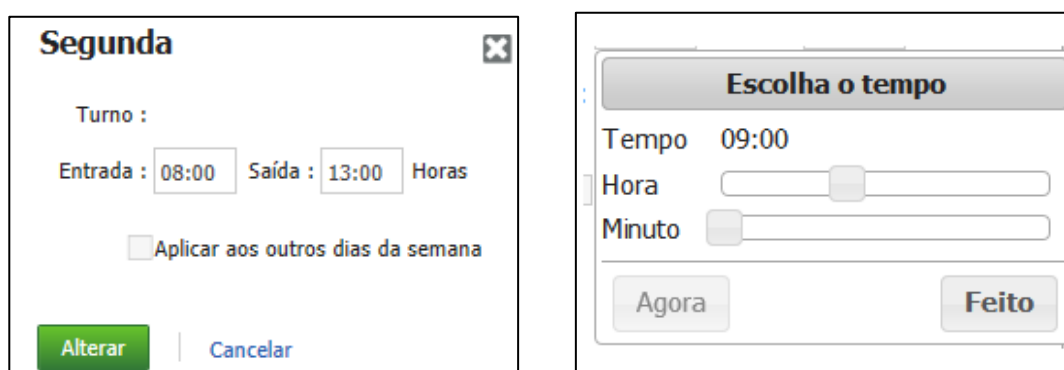 Segunda
Turno :
Entrada : 08:00 Saída : 13:00 Horas
Aplicar aos outros dias da semana
Alterar Cancelar
Escolha o tempo
Tempo 09:00
Hora
Minuto
Agora Feito